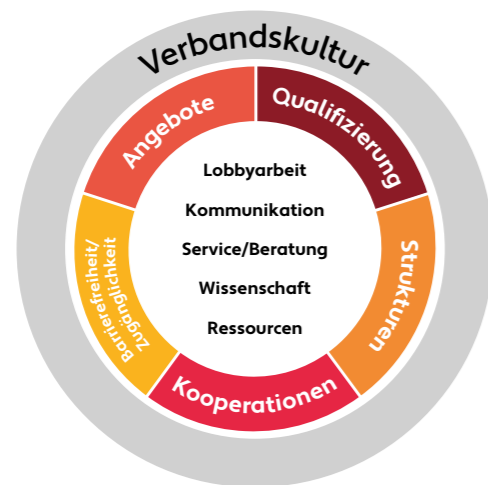 Verbandskultur
Angebote
Qualifizierung
Lobbyarbeit
Kommunikation
Service/Beratung
Wissenschaft
Ressourcen
Barrierefreiheit/
Zugänglichkeit
Strukturen
Kooperationen